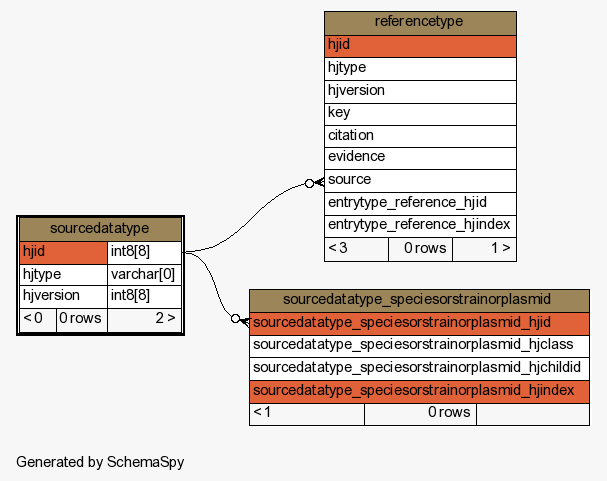 referencetype
hjid
hjtype
hjversion
key
citation
evidence
source
entrytype_reference_hjid
entrytype_reference_hjindex
< 3 0 rows 1 >
sourcedatatype
hjid int8[8]
hjtype varchar[0]
hjversion int8[8]
< 0 0 rows 2 >
sourcedatatype_speciesorstrainorplasmid
sourcedatatype_speciesorstrainorplasmid_hjid
sourcedatatype_speciesorstrainorplasmid_hjclass
sourcedatatype_speciesorstrainorplasmid_hjchildid
sourcedatatype_speciesorstrainorplasmid_hjindex
< 1 0 rows
Generated by SchemaSpy